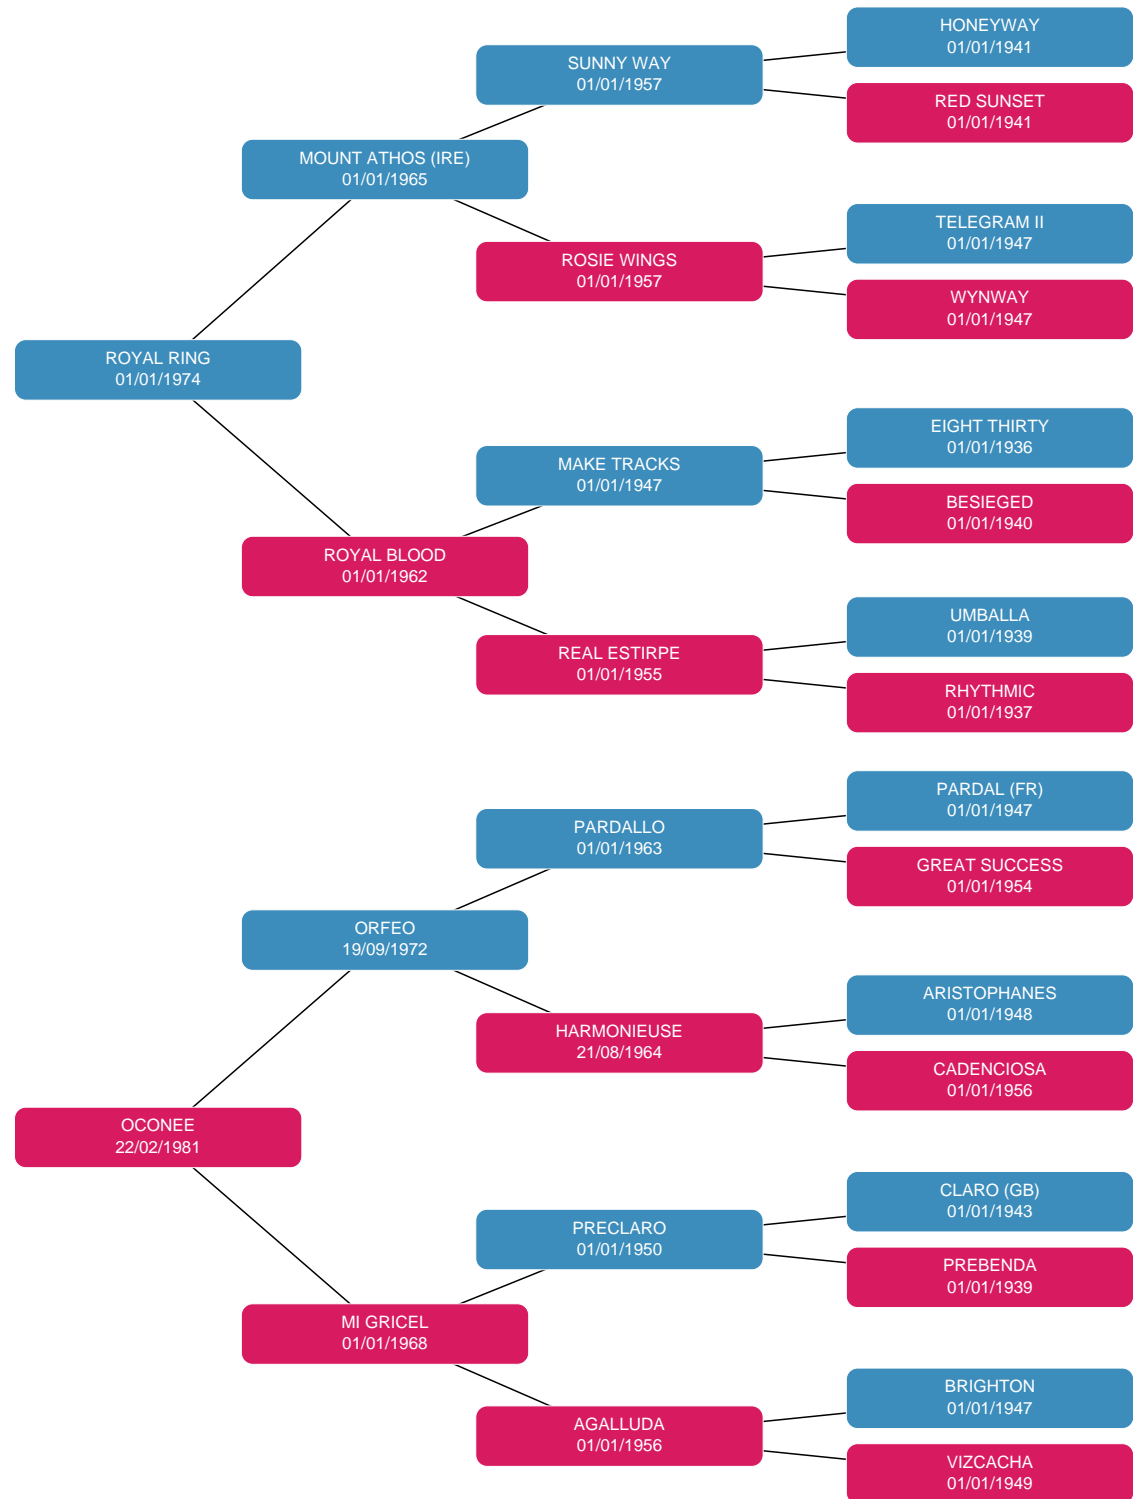 HONEYWAY
01/01/1941
SUNNY WAY
01/01/1957
RED SUNSET
01/01/1941
MOUNT ATHOS (IRE)
01/01/1965
TELEGRAM II
01/01/1947
ROSIE WINGS
01/01/1957
WYNWAY
01/01/1947
ROYAL RING
01/01/1974
EIGHT THIRTY
01/01/1936
MAKE TRACKS
01/01/1947
BESIEGED
01/01/1940
ROYAL BLOOD
01/01/1962
UMBALLA
01/01/1939
REAL ESTIRPE
01/01/1955
RHYTHMIC
01/01/1937
PARDAL (FR)
01/01/1947
PARDALLO
01/01/1963
GREAT SUCCESS
01/01/1954
ORFEO
19/09/1972
ARISTOPHANES
01/01/1948
HARMONIEUSE
21/08/1964
CADENCIOSA
01/01/1956
OCONEE
22/02/1981
CLARO (GB)
01/01/1943
PRECLARO
01/01/1950
PREBENDA
01/01/1939
MI GRICEL
01/01/1968
BRIGHTON
01/01/1947
AGALLUDA
01/01/1956
VIZCACHA
01/01/1949